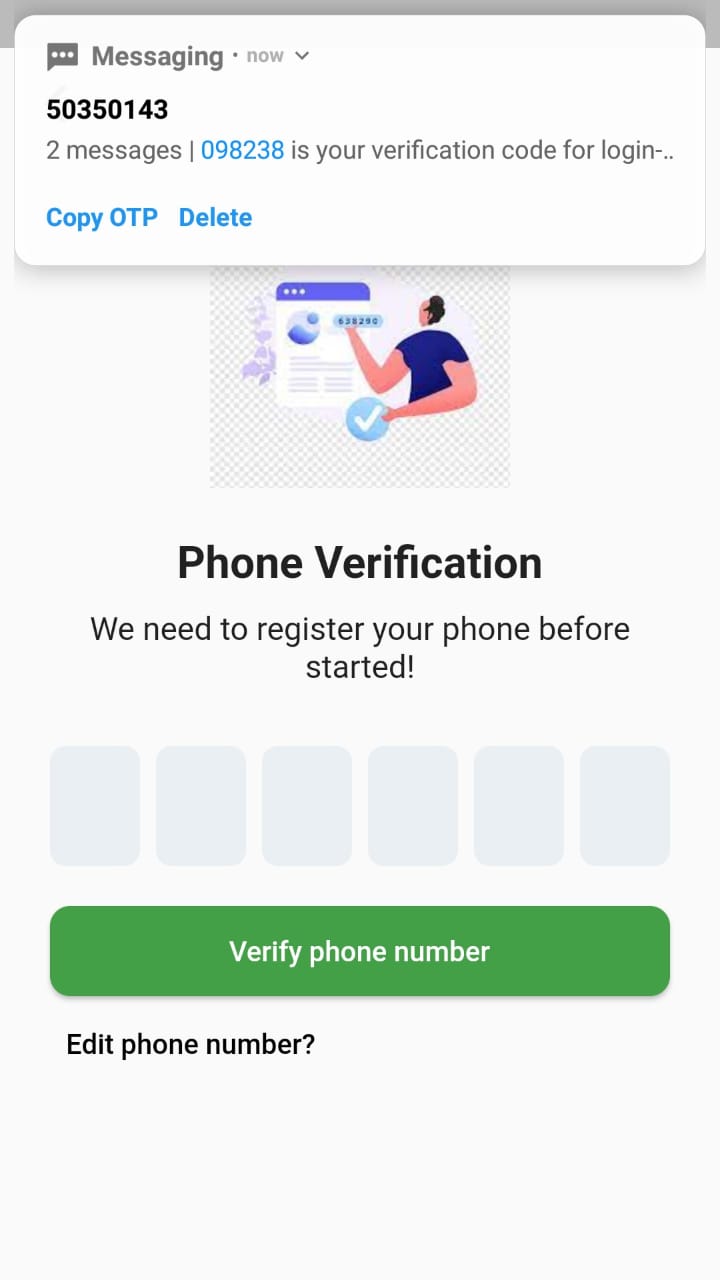 Messaging • now
50350143
2 messages | 098238 is your verification code for login-..
Copy OTP Delete
638290
Phone Verification
We need to register your phone before
started!
Verify phone number
Edit phone number?